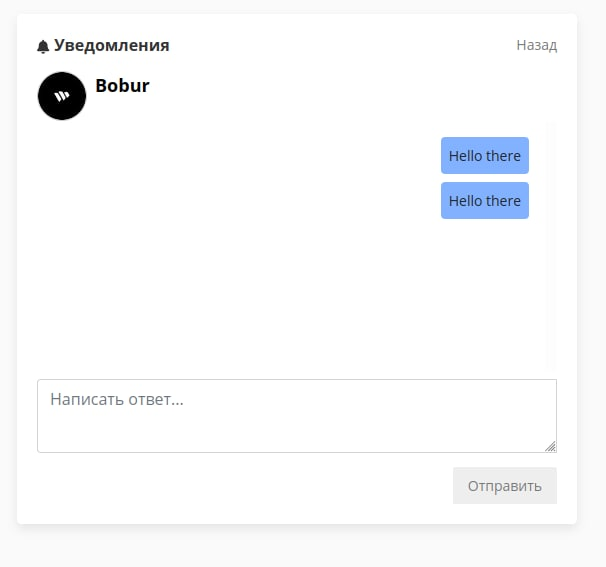 Уведомления
Назад
Bobur
Hello there
Hello there
Написать ответ...
Отправить